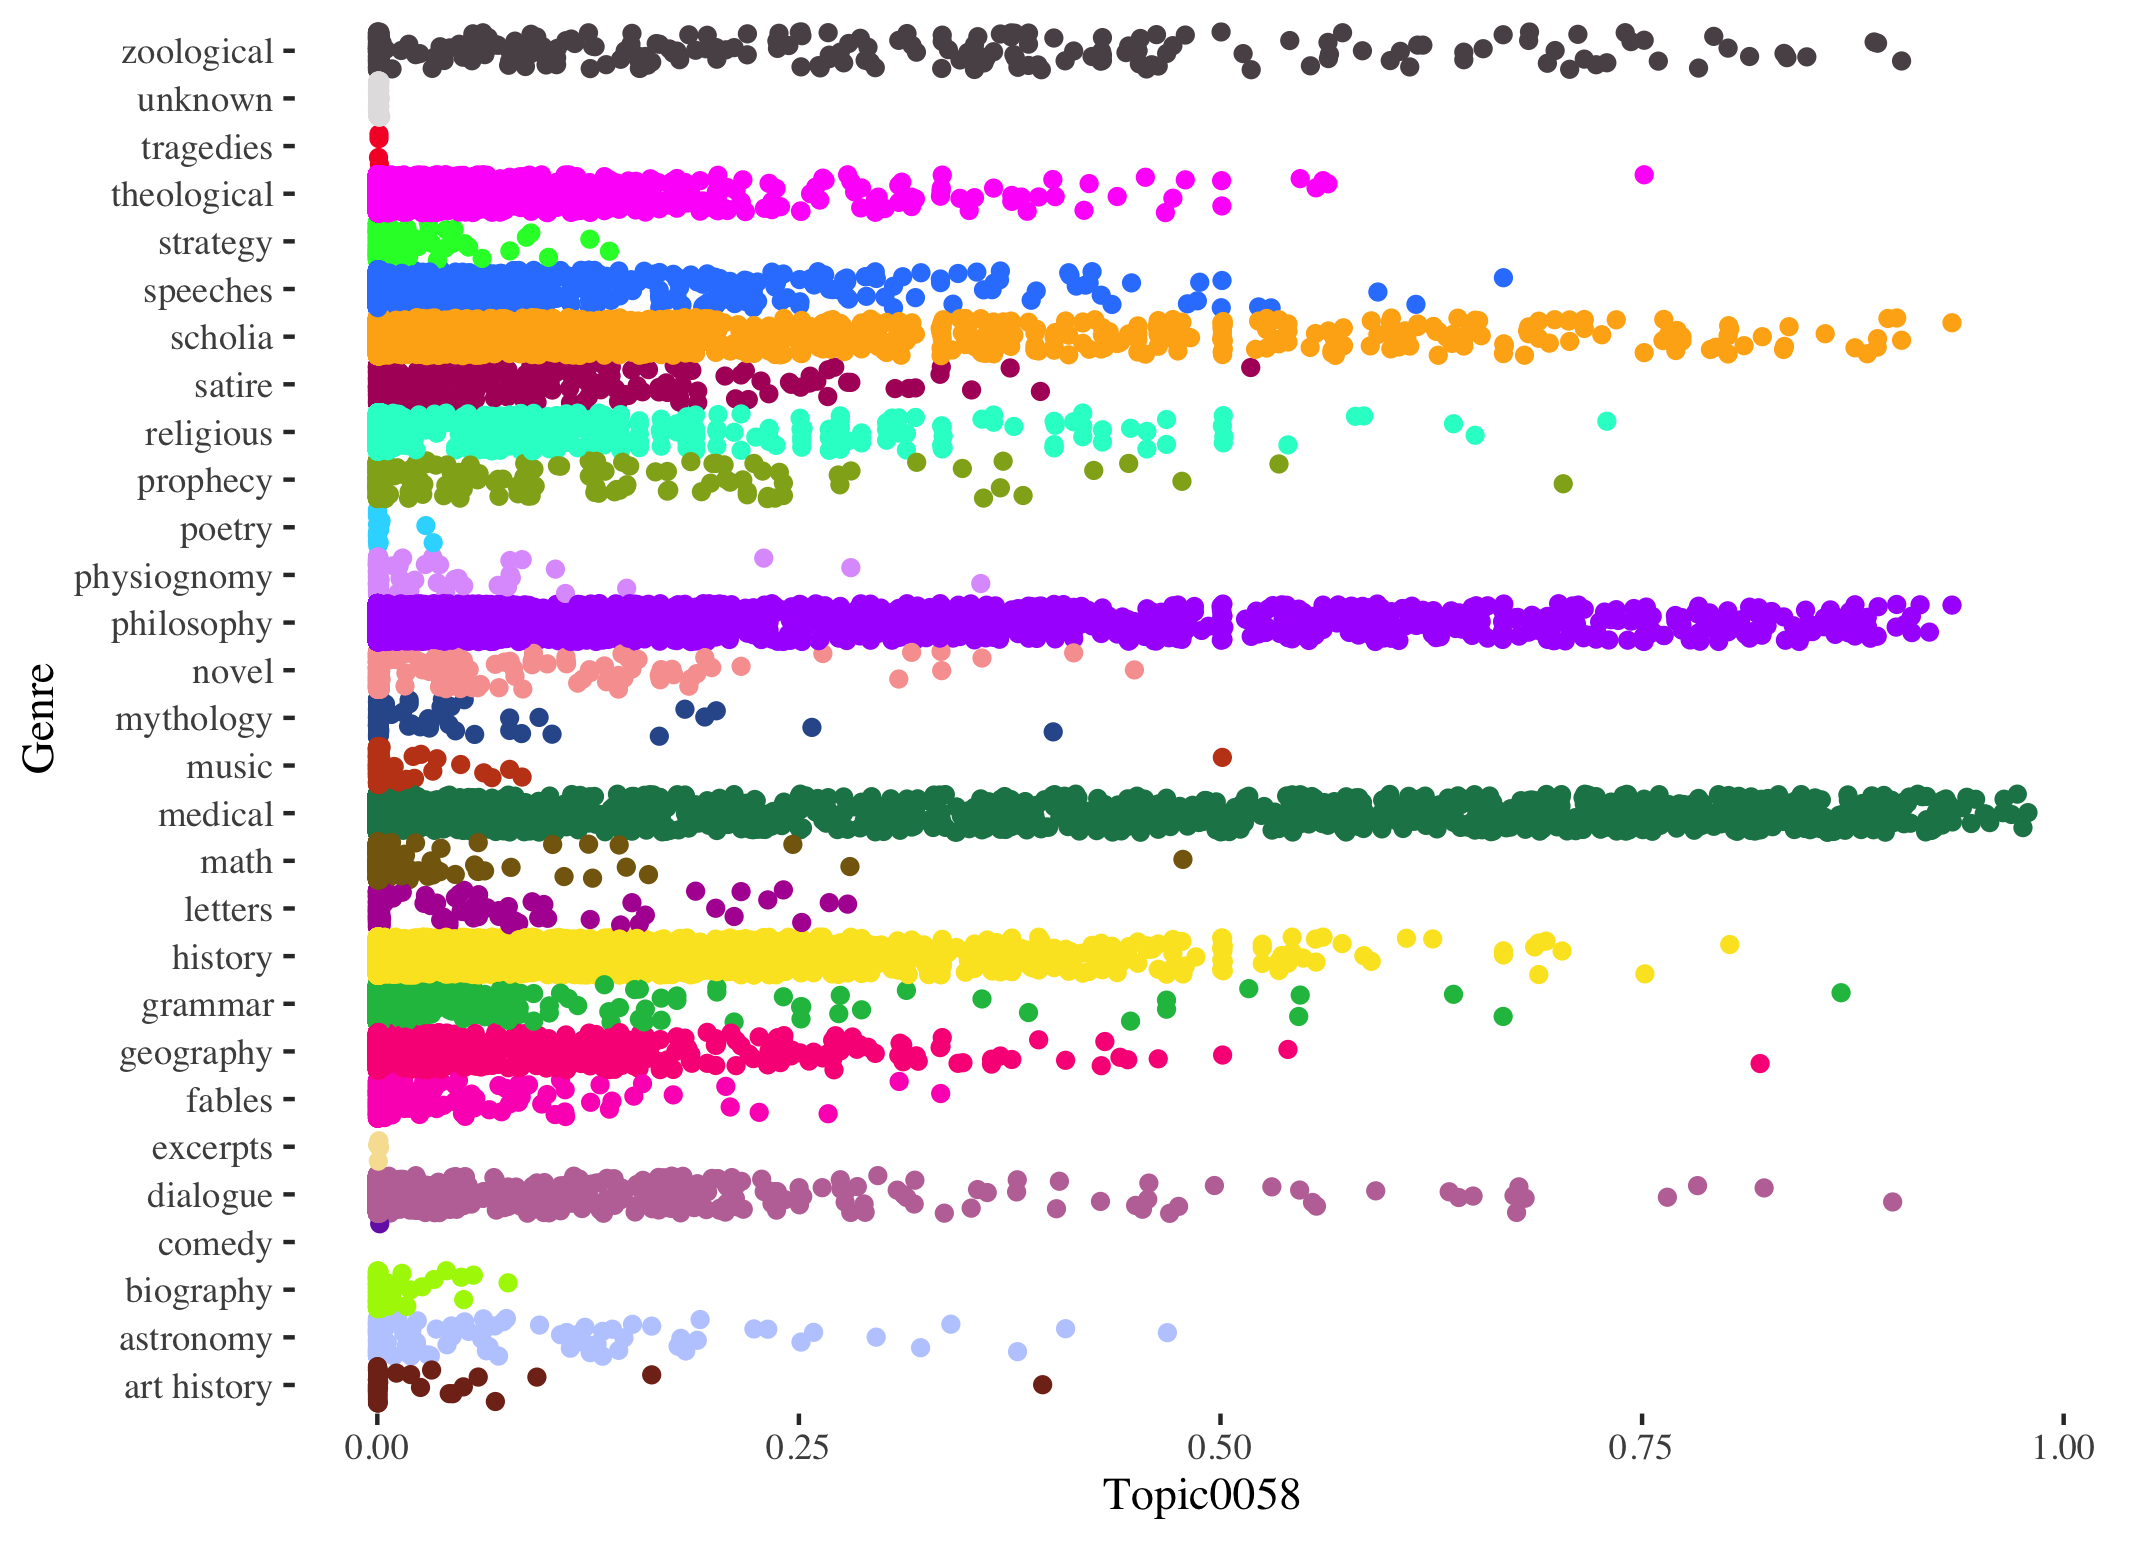 zoological
unknown
tragedies
theological
strategy
speeches
scholia
satire
religious
prophecy
poetry
physiognomy
philosophy
novel
mythology
music
medical
math
letters
history
grammar
geography
fables
excerpts
dialogue
comedy
biography
astronomy
art history
Genre
0.00 0.25 0.50 0.75 1.00
Topic0058